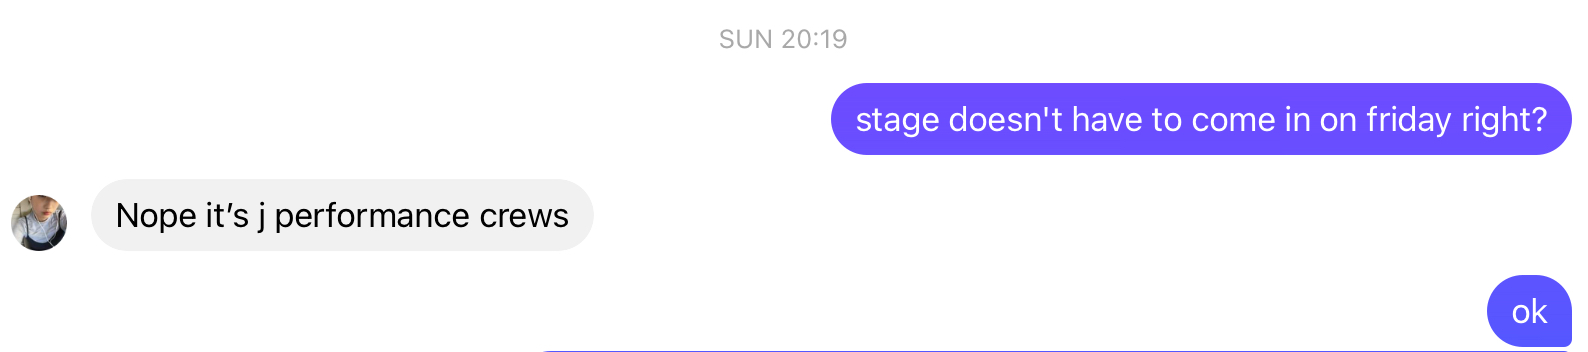 SUN 20:19
stage doesn't have to come in on friday right?
Nope it’s j performance crews
ok